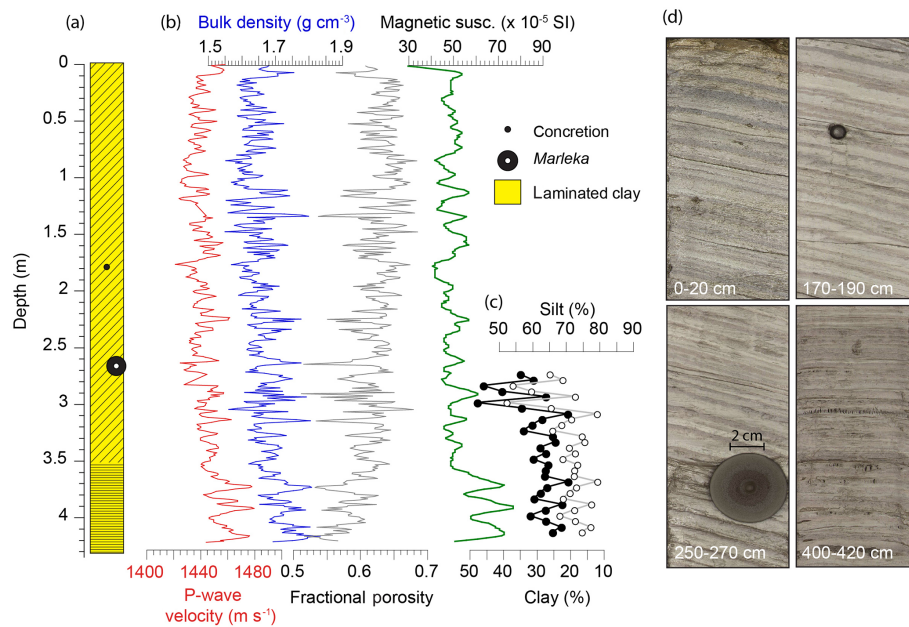 (a)
(b)
Bulk density (g cm-3)
Magnetic susc. (x 10-5 SI)
(d)
1.5 1.7 1.9
30 50 70 90
0
0.5
1
1.5
2
2.5
3
3.5
4
Depth (m)
Concretion
Marleka
Laminated clay
(c)
Silt (%)
50 60 70 80 90
0-20 cm
170-190 cm
2 cm
250-270 cm
400-420 cm
1400 1440 1480
0.5 0.6 0.7
50 40 30 20 10
P-wave
velocity (m s-1)
Fractional porosity
Clay (%)